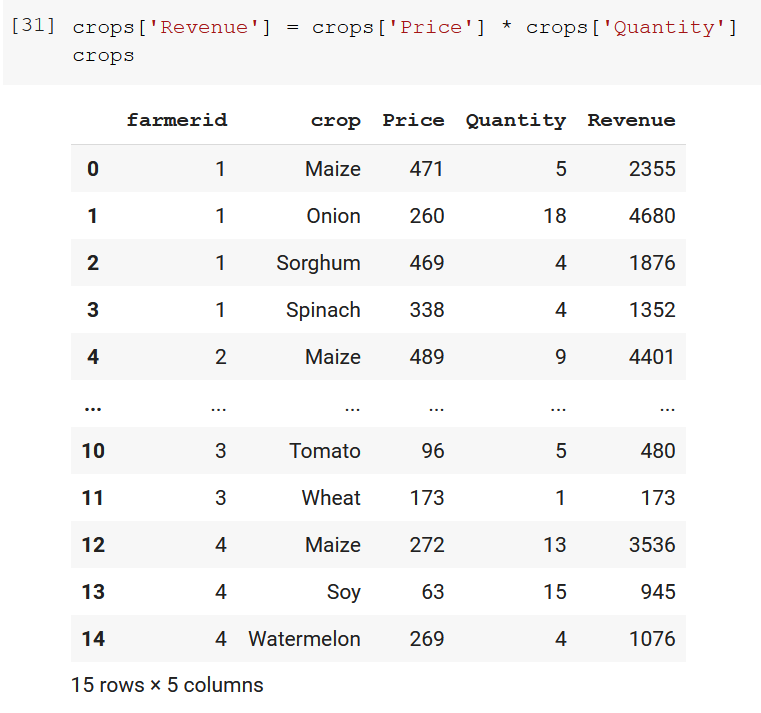 [31] crops['Revenue'] = crops['Price'] * crops['Quantity']
crops
farmerid crop Price Quantity Revenue
0 1 Maize 471 5 2355
1 1 Onion 260 18 4680
2 1 Sorghum 469 4 1876
3 1 Spinach 338 4 1352
4 2 Maize 489 9 4401
... ... ... ... ... ...
10 3 Tomato 96 5 480
11 3 Wheat 173 1 173
12 4 Maize 272 13 3536
13 4 Soy 63 15 945
14 4 Watermelon 269 4 1076
15 rows × 5 columns